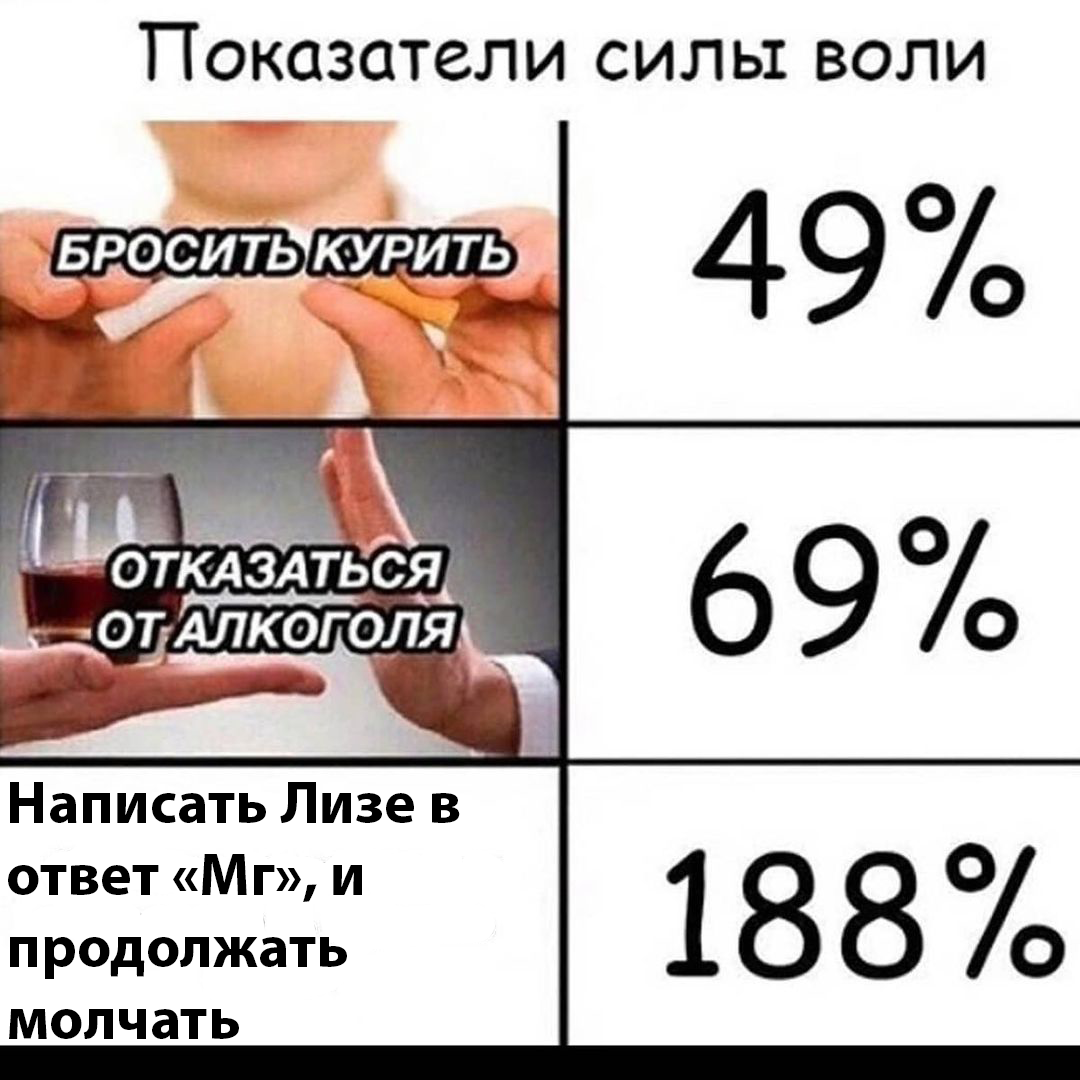 Показатели силы воли
БРОСИТЬ КУРИТЬ
49%
ОТКАЗАТЬСЯ
ОТ АЛКОГОЛЯ
69%
Написать Лизе в
ответ «Мг», и
продолжать
молчать
188%